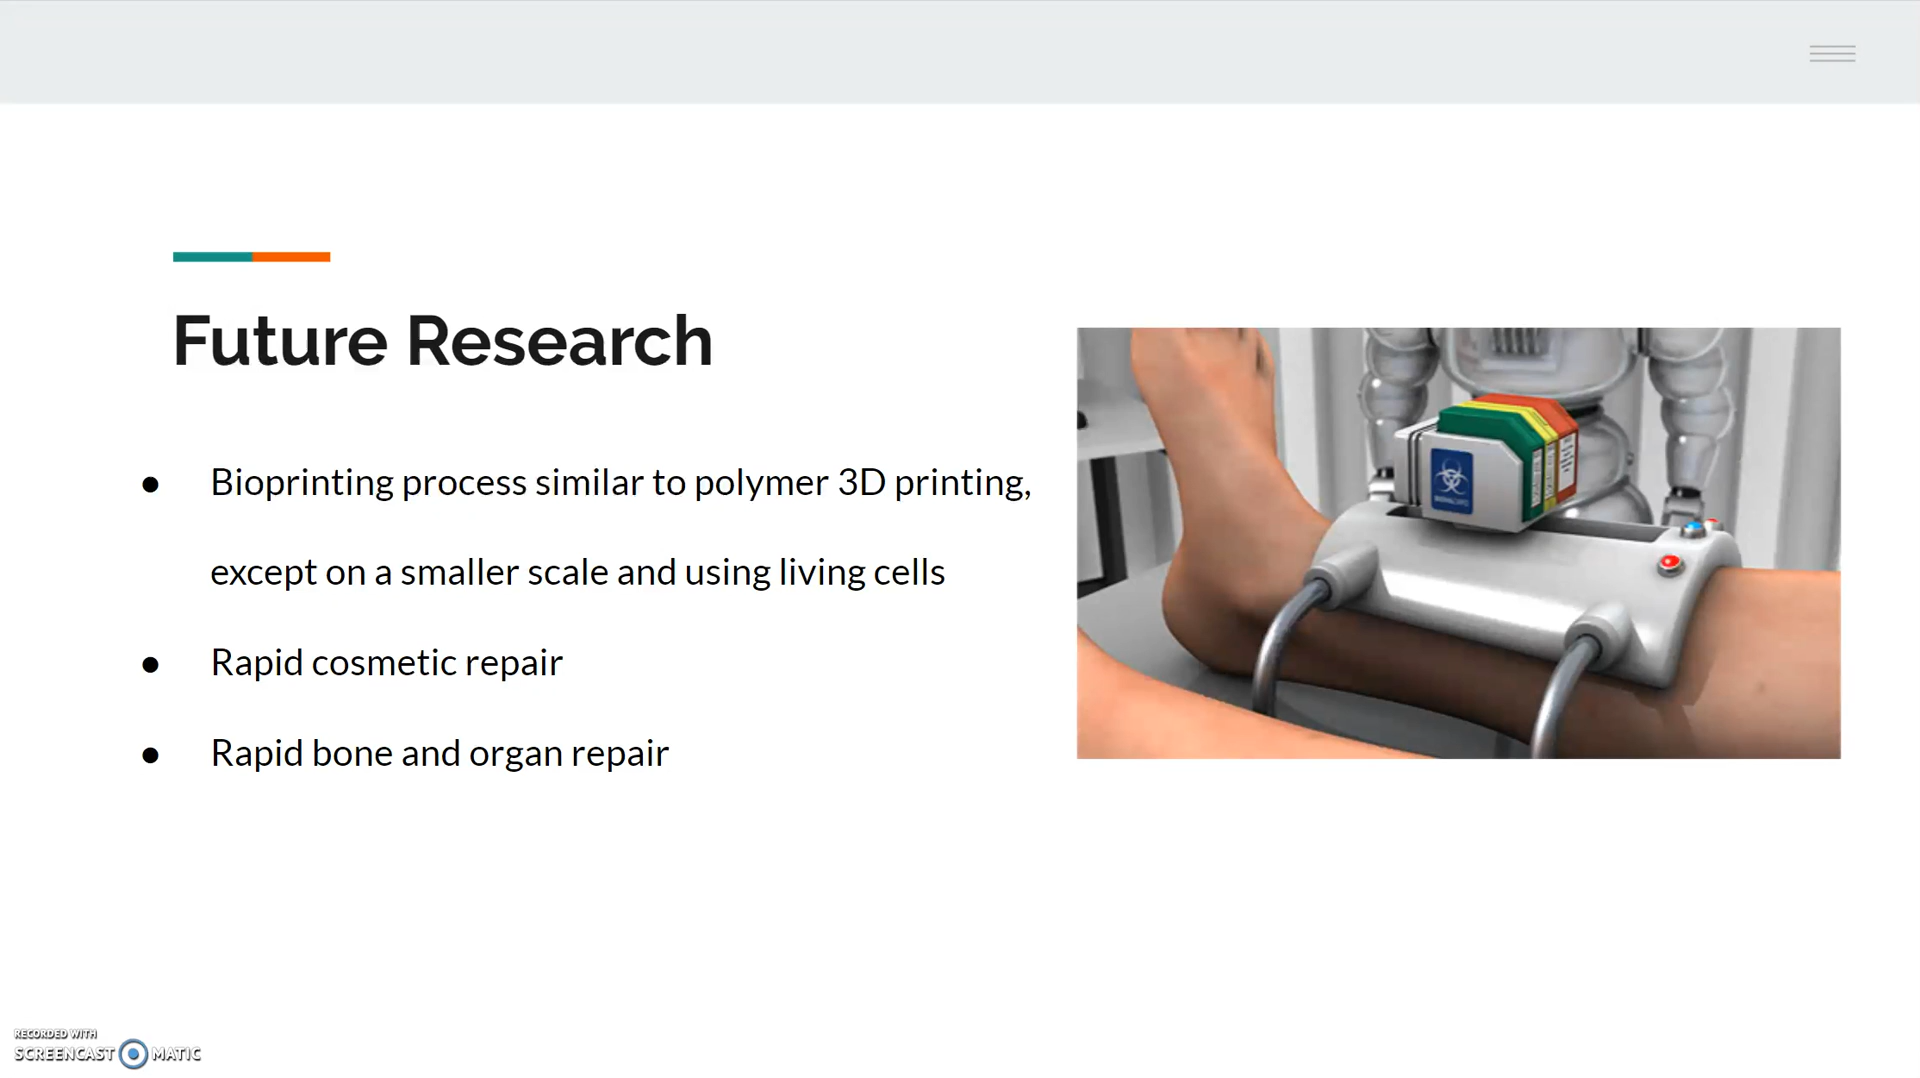 Future Research
● Bioprinting process similar to polymer 3D printing,
except on a smaller scale and using living cells
● Rapid cosmetic repair
● Rapid bone and organ repair
RECORDED WITH
SCREENCAST MATIC